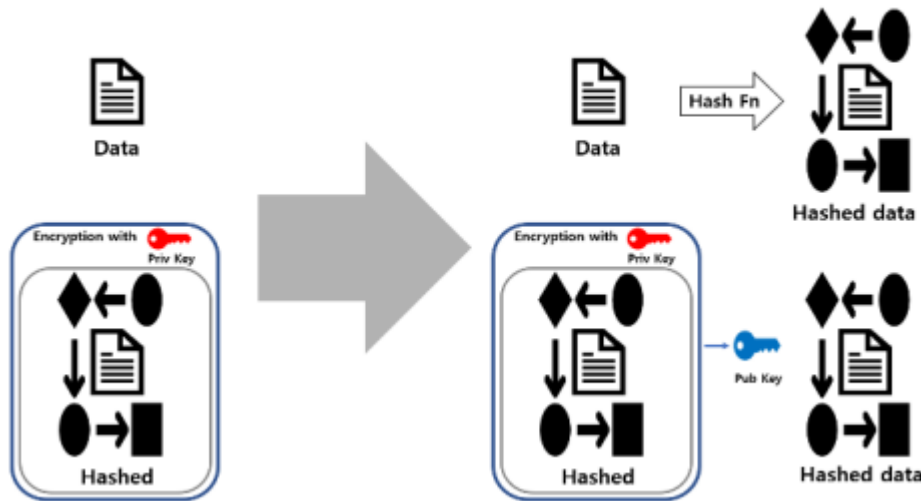 Data
Encryption with
Priv Key
Hashed
Data
Hash Fn
Hashed data
Encryption with
Priv Key
Hashed
Pub Key
Hashed data